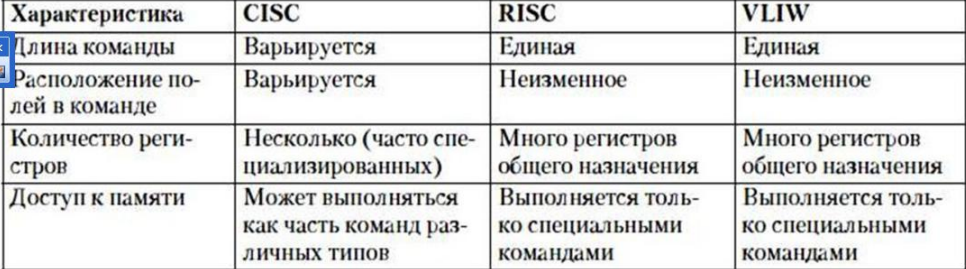 Характеристика CISC RISC VLIW
Длина команды Варьируется Единая Единая
Расположение по- Варьируется Неизменное Неизменное
лей в команде
Количество реги- Несколько (часто спе- Много регистров Много регистров
стров циализированных) общего назначения общего назначения
Доступ к памяти Может выполняться Выполняется толь- Выполняется толь-
как часть команд раз- ко специальными ко специальными
личных типов командами командами